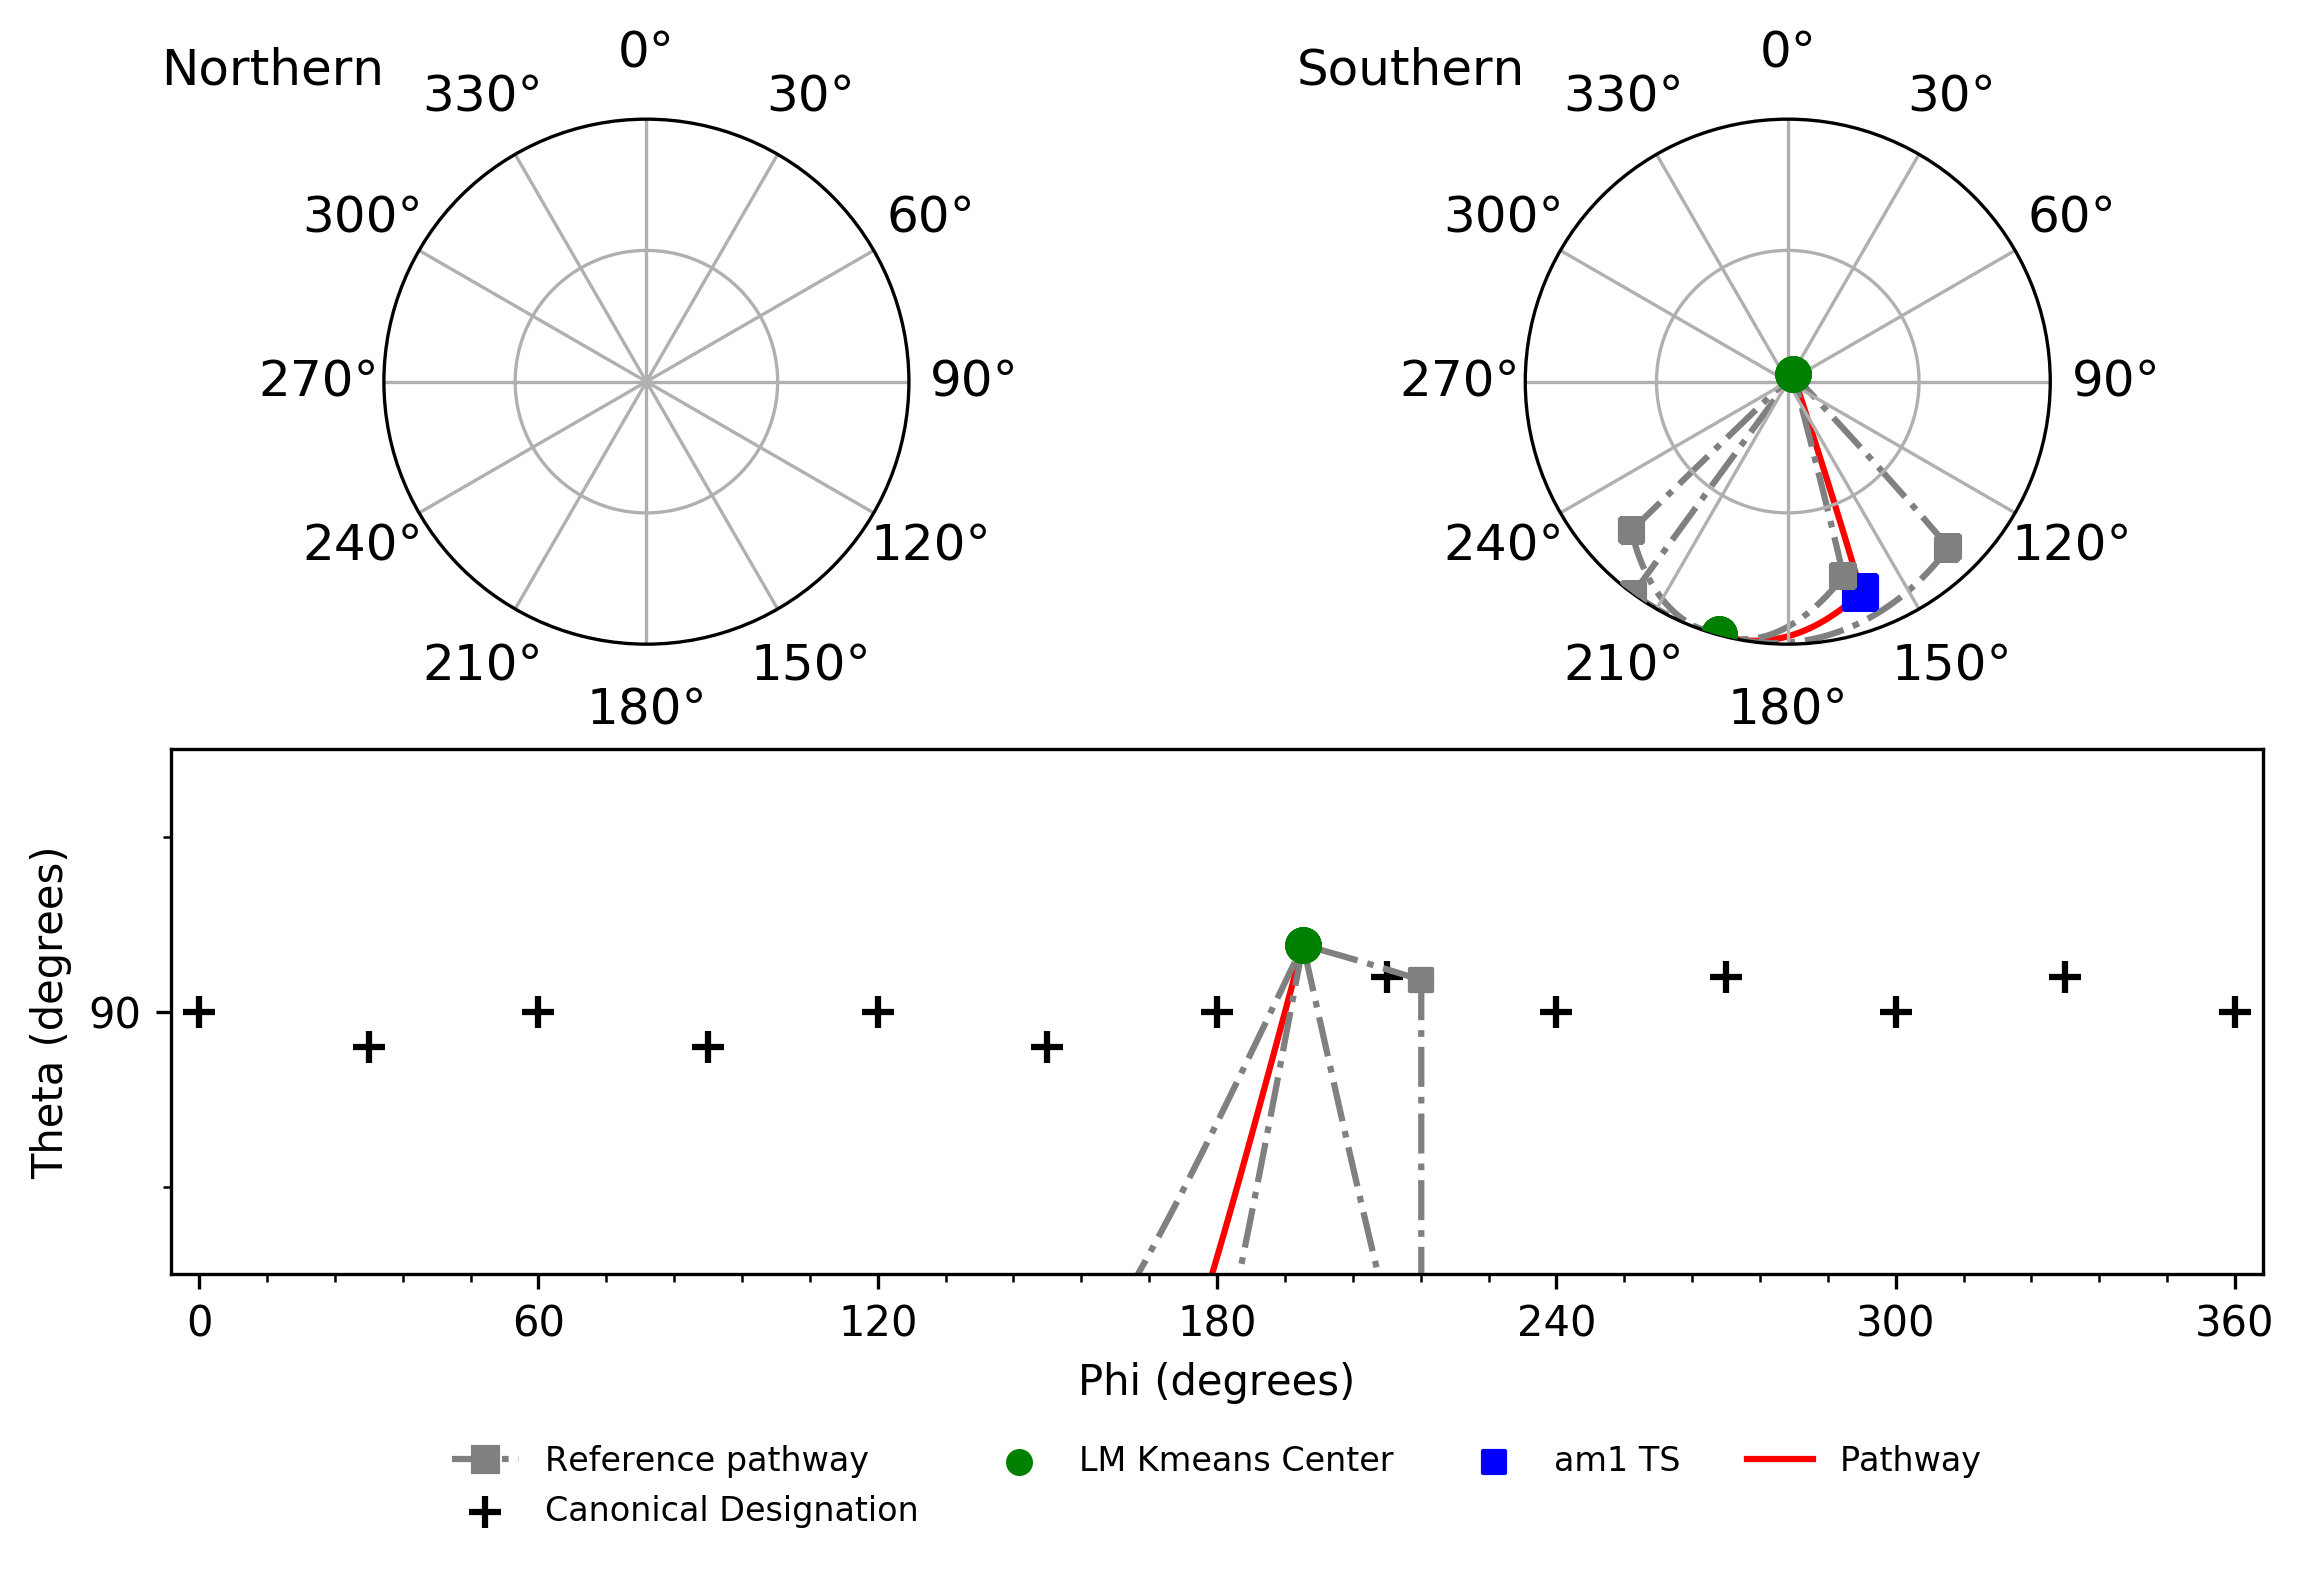 Northern
0°
30°
60°
90°
120°
150°
180°
210°
240°
270°
300°
330°
Southern
0°
30°
60°
90°
120°
150°
180°
210°
240°
270°
300°
330°
Theta (degrees)
90
0 60 120 180 240 300 360
Phi (degrees)
Reference pathway
Canonical Designation
LM Kmeans Center
am1 TS
Pathway